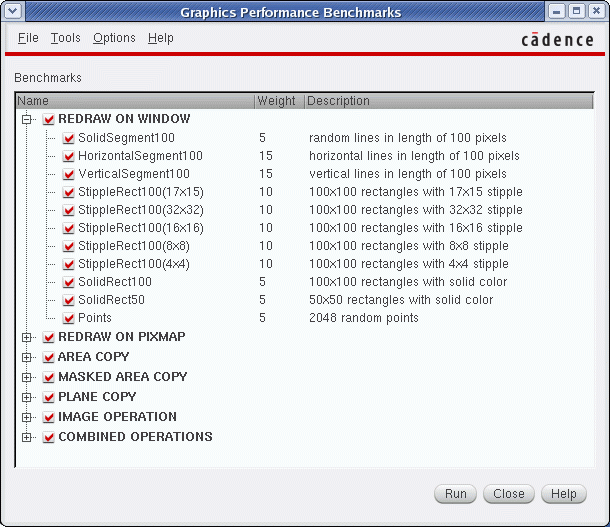 Graphics Performance Benchmarks
File Tools Options Help
cādence
Benchmarks
Name Weight Description
REDRAW ON WINDOW
SolidSegment100 5 random lines in length of 100 pixels
HorizontalSegment100 15 horizontal lines in length of 100 pixels
VerticalSegment100 15 vertical lines in length of 100 pixels
StippleRect100(17x15) 10 100x100 rectangles with 17x15 stipple
StippleRect100(32x32) 10 100x100 rectangles with 32x32 stipple
StippleRect100(16x16) 10 100x100 rectangles with 16x16 stipple
StippleRect100(8x8) 10 100x100 rectangles with 8x8 stipple
StippleRect100(4x4) 10 100x100 rectangles with 4x4 stipple
SolidRect100 5 100x100 rectangles with solid color
SolidRect50 5 50x50 rectangles with solid color
Points 5 2048 random points
REDRAW ON PIXMAP
AREA COPY
MASKED AREA COPY
PLANE COPY
IMAGE OPERATION
COMBINED OPERATIONS
Run Close Help